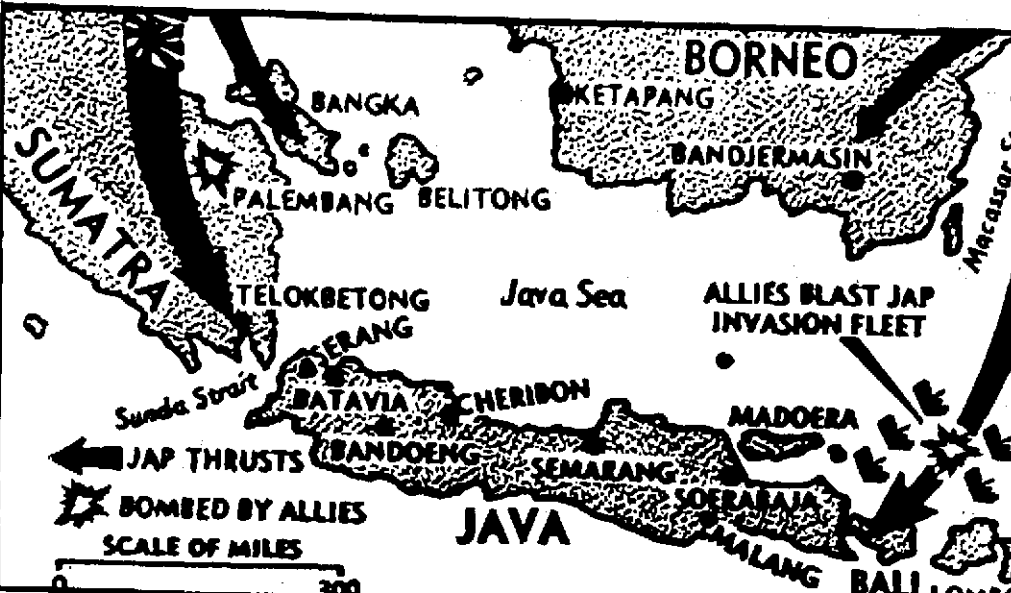 BORNEO
KETAPANG
BANGKA
BANDJERMASIN
SUMATRA
PALEMBANG
BELITONG
Macassar
TELOKBETONG
Java Sea
ALLIES BLAST JAP
INVASION FLEET
SERANG
Sunda Strait
BATAVIA
CHERIBON
MADOERA
JAP THRUSTS
BANDOENG
SEMARANG
SOERABAJA
BOMBED BY ALLIES
JAVA
MALANG
SCALE OF MILES
0 300
BALI